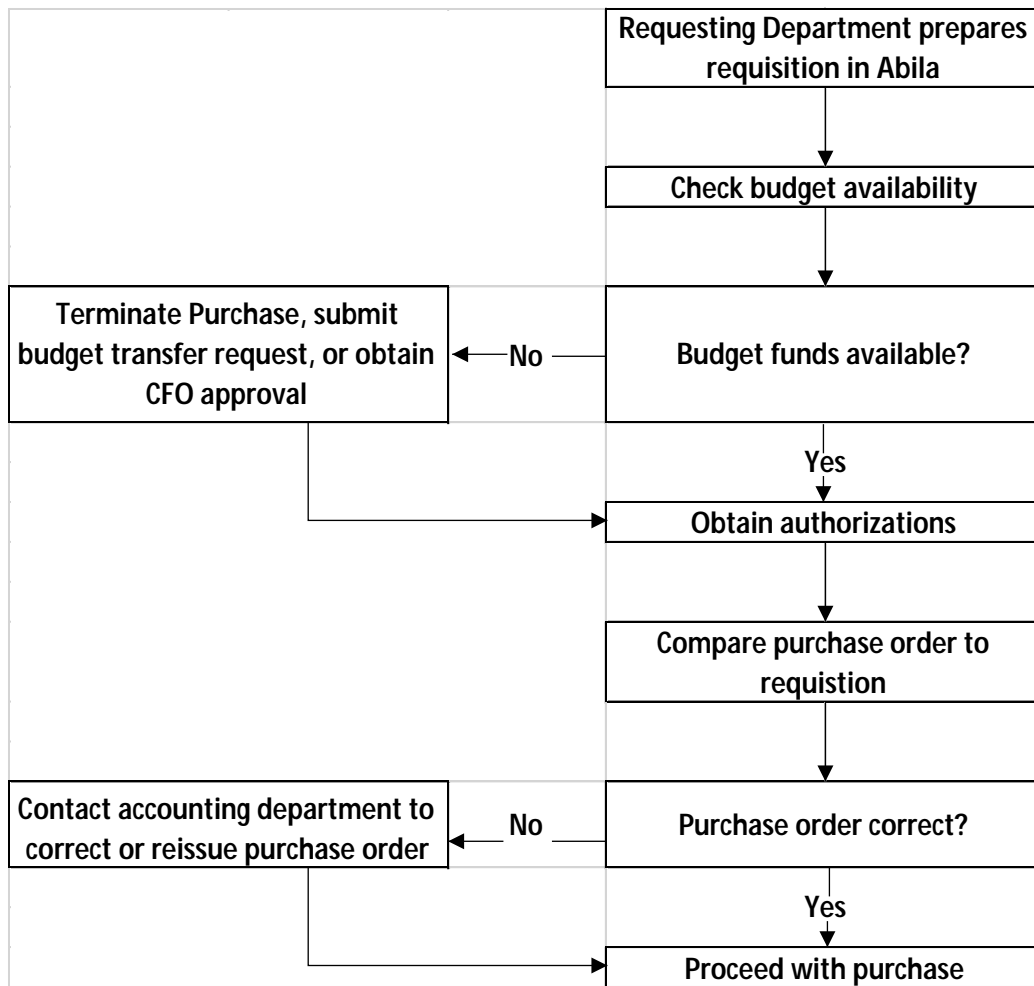 Requesting Department prepares
requisition in Abila
Check budget availability
Terminate Purchase, submit
budget transfer request, or obtain
CFO approval
No
Budget funds available?
Yes
Obtain authorizations
Compare purchase order to
requistion
Contact accounting department to
correct or reissue purchase order
No
Purchase order correct?
Yes
Proceed with purchase